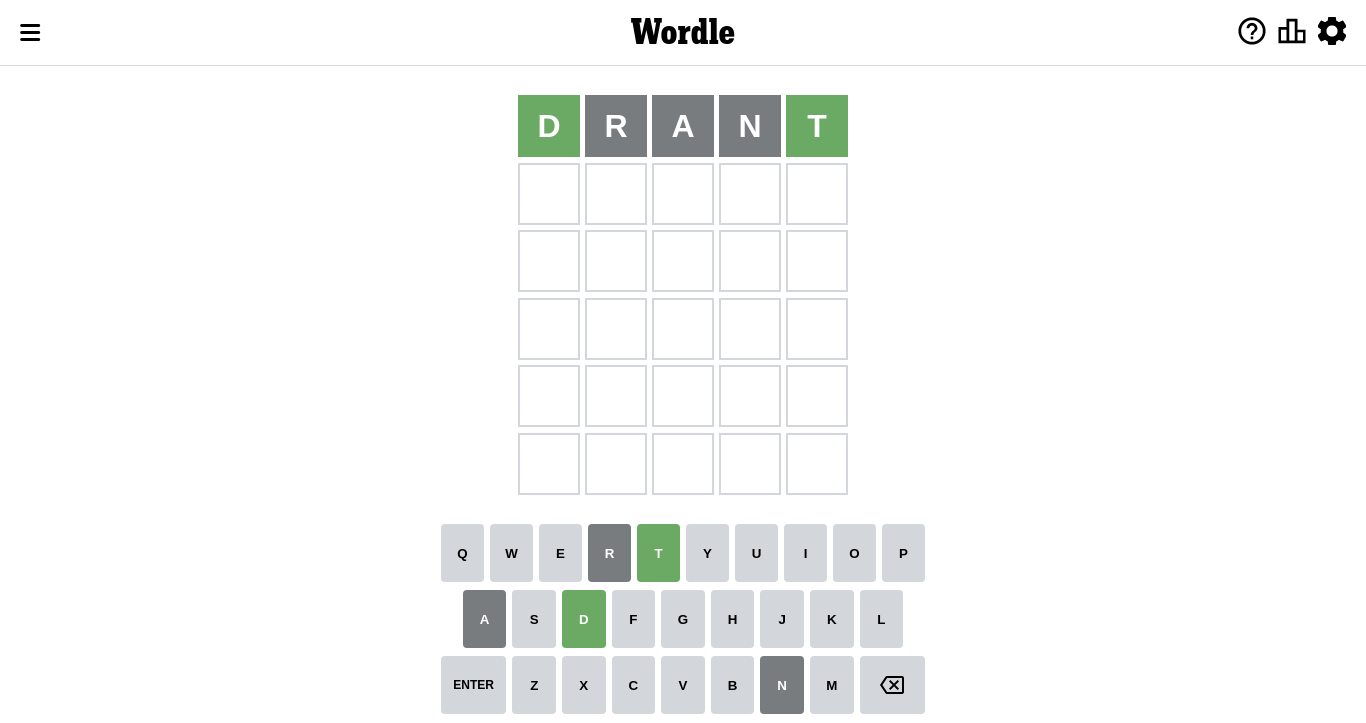 Wordle
D R A N T
Q W E R T Y U I O P
A S D F G H J K L
ENTER Z X C V B N M